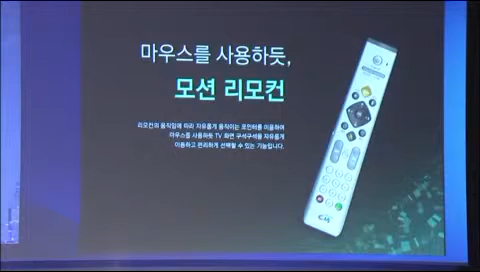 마우스를 사용하듯,
모션 리모컨
리모컨의 움직임에 따라 자유롭게 움직이는 포인터를 이용하여
마우스를 사용하듯 TV 화면 구석구석을 자유롭게
이동하고 편리하게 선택할 수 있는 기능입니다.